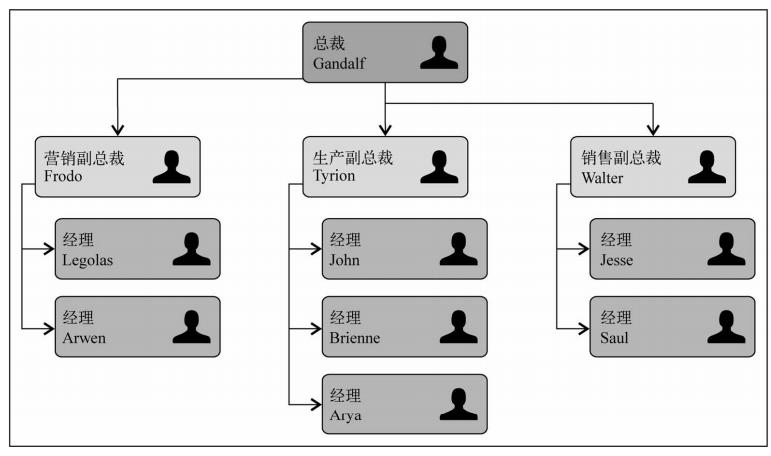 总裁
Gandalf
营销副总裁
Frodo
生产副总裁
Tyrion
销售副总裁
Walter
经理
Legolas
经理
John
经理
Jesse
经理
Arwen
经理
Brienne
经理
Saul
经理
Arya